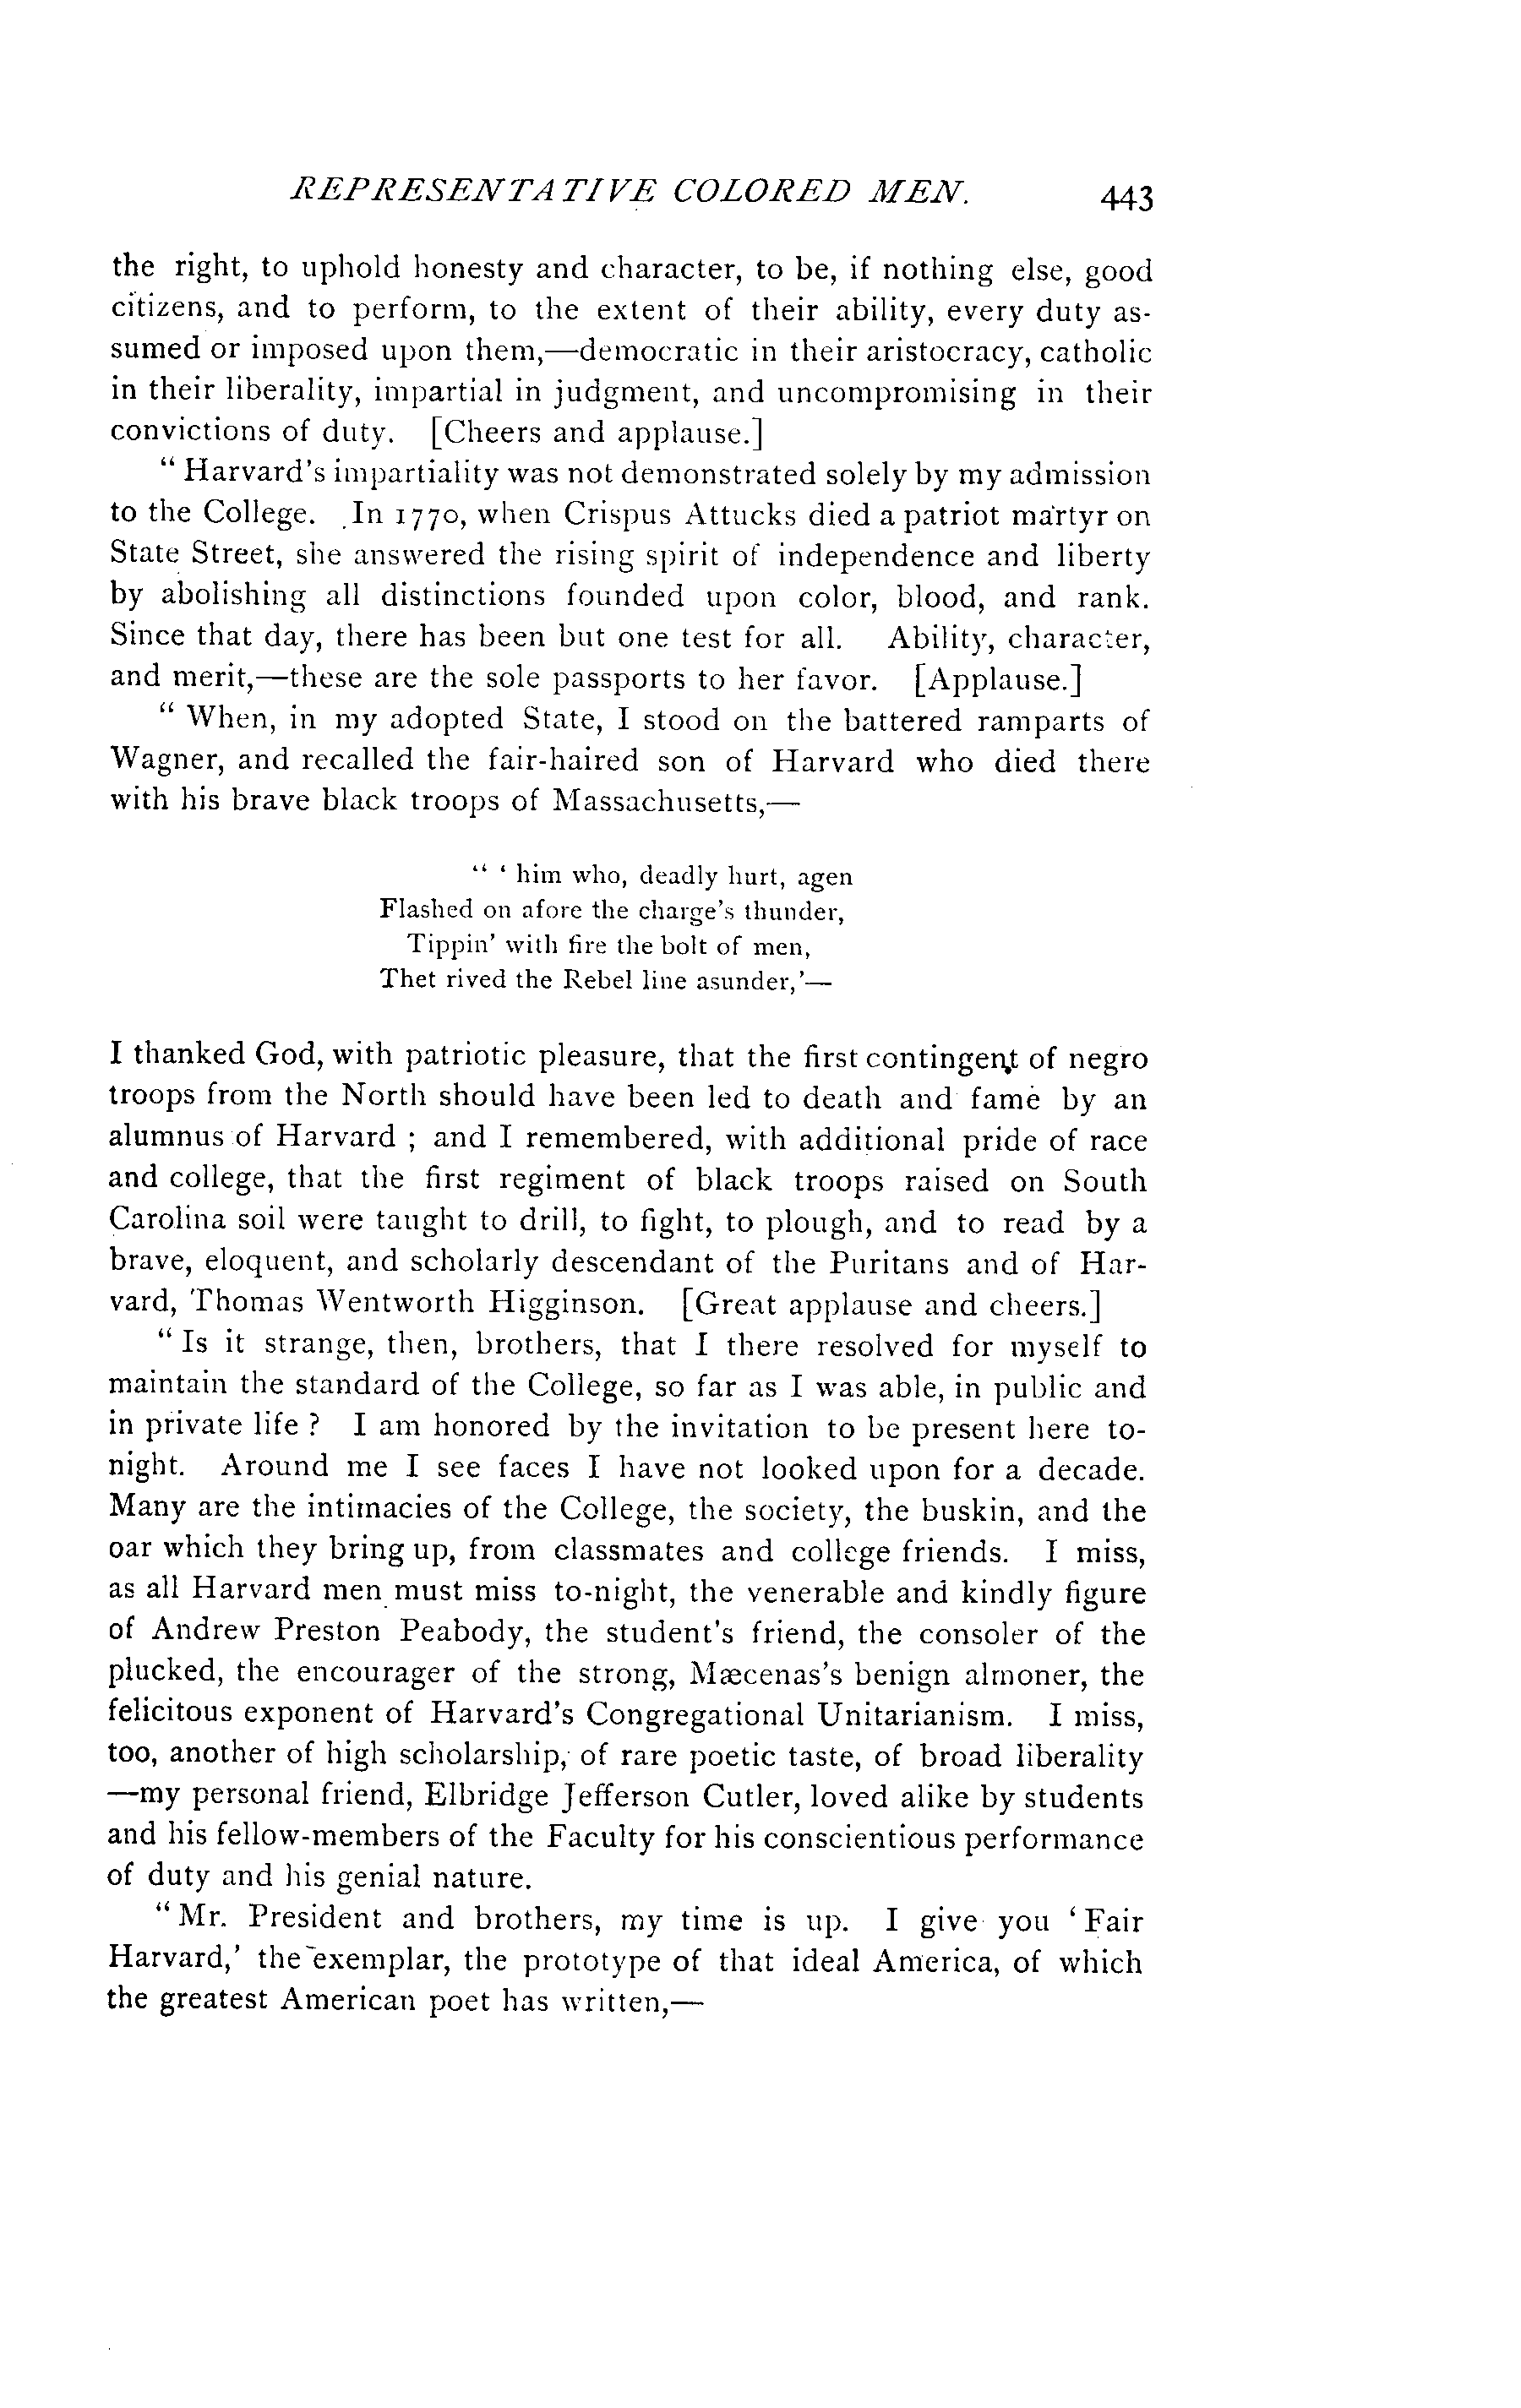 REPRESENTATIVE COLORED MEN. 443
the right, to uphold honesty and character, to be, if nothing else, good
citizens, and to perform, to the extent of their ability, every duty as-
sumed or imposed upon them,—democratic in their aristocracy, catholic
in their liberality, impartial in judgment, and uncompromising in their
convictions of duty. [Cheers and applause.]
“ Harvard's impartiality was not demonstrated solely by my admission
to the College. In 1770, when Crispus Attucks died a patriot martyr on
State Street, she answered the rising spirit of independence and liberty
by abolishing all distinctions founded upon color, blood, and rank.
Since that day, there has been but one test for all. Ability, character,
and merit,—these are the sole passports to her favor. [Applause.]
“ When, in my adopted State, I stood on the battered ramparts of
Wagner, and recalled the fair-haired son of Harvard who died there
with his brave black troops of Massachusetts,—
“ ‘ him who, deadly hurt, agen
Flashed on afore the charge's thunder,
Tippin' with fire the bolt of men,
Thet rived the Rebel line asunder,'—
I thanked God, with patriotic pleasure, that the first contingent of negro
troops from the North should have been led to death and fame by an
alumnus of Harvard ; and I remembered, with additional pride of race
and college, that the first regiment of black troops raised on South
Carolina soil were taught to drill, to fight, to plough, and to read by a
brave, eloquent, and scholarly descendant of the Puritans and of Har-
vard, Thomas Wentworth Higginson. [Great applause and cheers.]
“ Is it strange, then, brothers, that I there resolved for myself to
maintain the standard of the College, so far as I was able, in public and
in private life ? I am honored by the invitation to be present here to-
night. Around me I see faces I have not looked upon for a decade.
Many are the intimacies of the College, the society, the buskin, and the
oar which they bring up, from classmates and college friends. I miss,
as all Harvard men must miss to-night, the venerable and kindly figure
of Andrew Preston Peabody, the student's friend, the consoler of the
plucked, the encourager of the strong, Mæcenas's benign almoner, the
felicitous exponent of Harvard's Congregational Unitarianism. I miss,
too, another of high scholarship, of rare poetic taste, of broad liberality
—my personal friend, Elbridge Jefferson Cutler, loved alike by students
and his fellow-members of the Faculty for his conscientious performance
of duty and his genial nature.
“ Mr. President and brothers, my time is up. I give you ‘ Fair
Harvard,' the exemplar, the prototype of that ideal America, of which
the greatest American poet has written,—